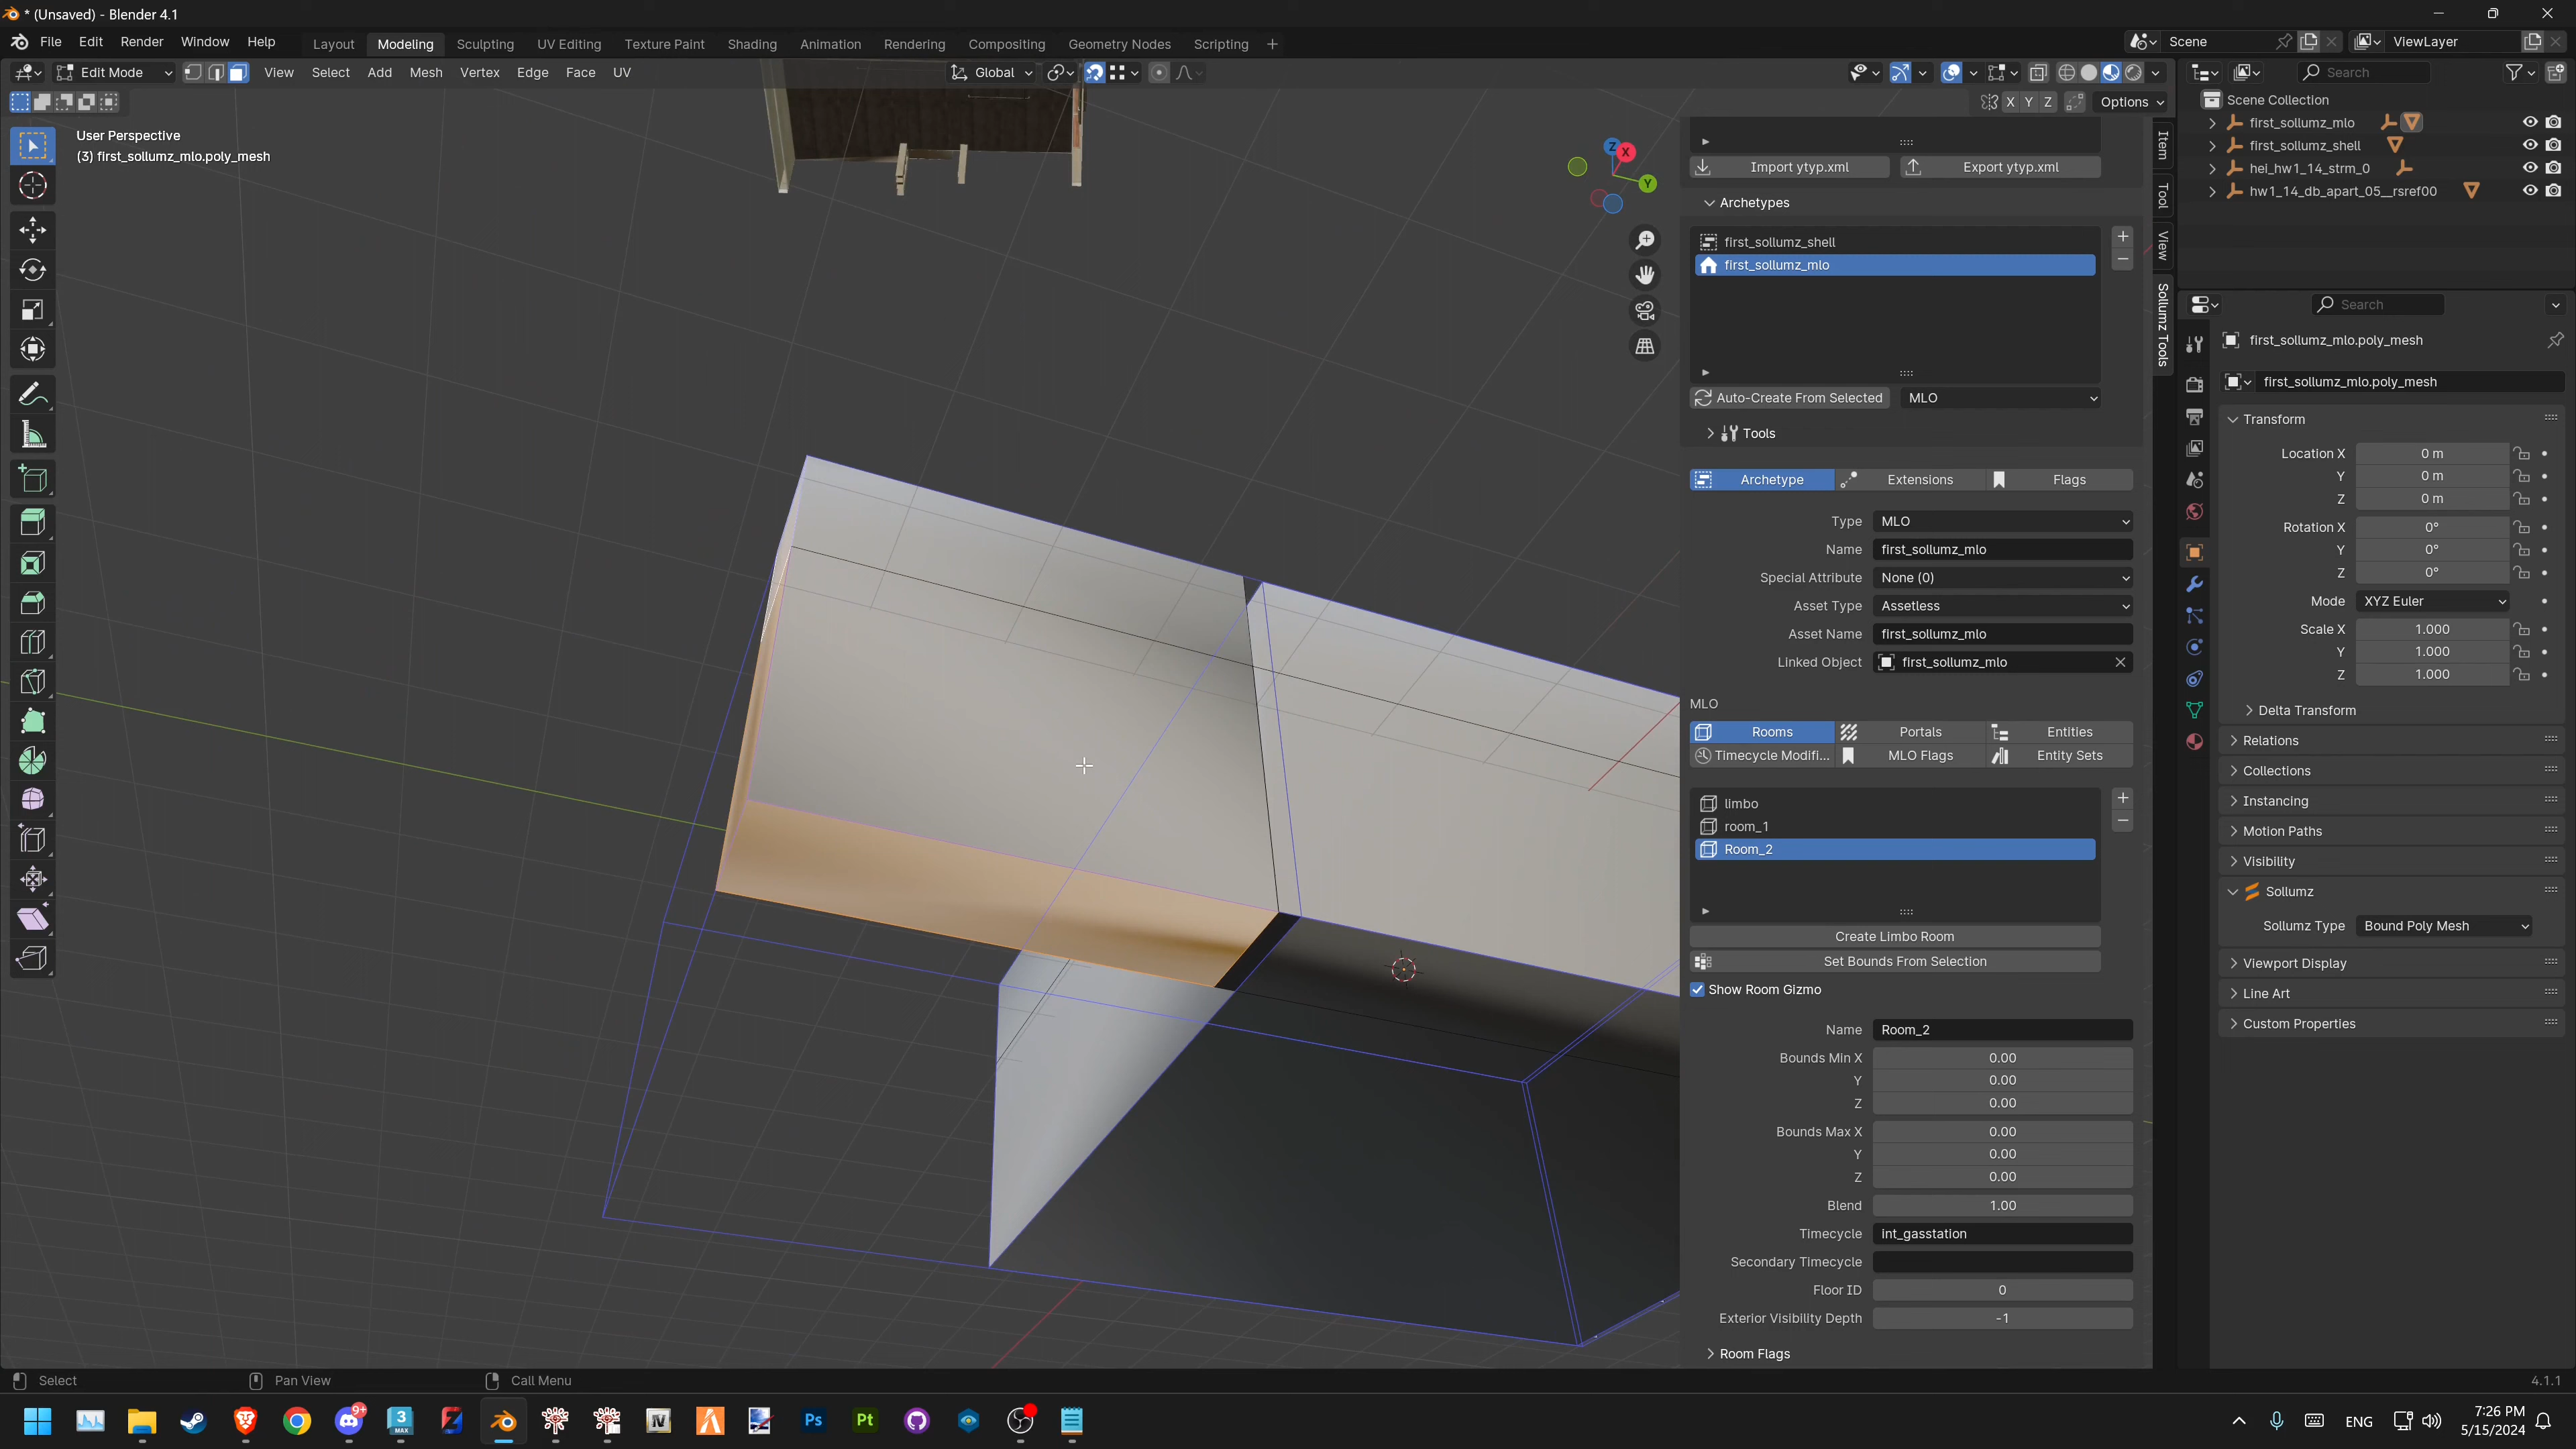 * (Unsaved) - Blender 4.1
File Edit Render Window Help
Layout Modeling Sculpting UV Editing Texture Paint Shading Animation Rendering Compositing Geometry Nodes Scripting +
Scene
ViewLayer
Edit Mode
View Select Add Mesh Vertex Edge Face UV
Global
Search
X Y Z Options
User Perspective
(3) first_sollumz_mlo.poly_mesh
Z X Y
Scene Collection
first_sollumz_mlo
first_sollumz_shell
hei_hw1_14_strm_0
hw1_14_db_apart_05__rsref00
Item
Tool
View
Sollumz Tools
Import ytyp.xml
Export ytyp.xml
Archetypes
first_sollumz_shell
first_sollumz_mlo
Auto-Create From Selected
MLO
Tools
Archetype Extensions Flags
Type MLO
Name first_sollumz_mlo
Special Attribute None (0)
Asset Type Assetless
Asset Name first_sollumz_mlo
Linked Object first_sollumz_mlo
MLO
Rooms Portals Entities
Timecycle Modifi... MLO Flags Entity Sets
limbo
room_1
Room_2
Create Limbo Room
Set Bounds From Selection
Show Room Gizmo
Name Room_2
Bounds Min X 0.00
Y 0.00
Z 0.00
Bounds Max X 0.00
Y 0.00
Z 0.00
Blend 1.00
Timecycle int_gasstation
Secondary Timecycle
Floor ID 0
Exterior Visibility Depth -1
Room Flags
Search
first_sollumz_mlo.poly_mesh
first_sollumz_mlo.poly_mesh
Transform
Location X 0 m
Y 0 m
Z 0 m
Rotation X 0°
Y 0°
Z 0°
Mode XYZ Euler
Scale X 1.000
Y 1.000
Z 1.000
Delta Transform
Relations
Collections
Instancing
Motion Paths
Visibility
Sollumz
Sollumz Type Bound Poly Mesh
Viewport Display
Line Art
Custom Properties
Select
Pan View
Call Menu
4.1.1
9+
3
MAX
IV
Ps
Pt
ENG
7:26 PM
5/15/2024